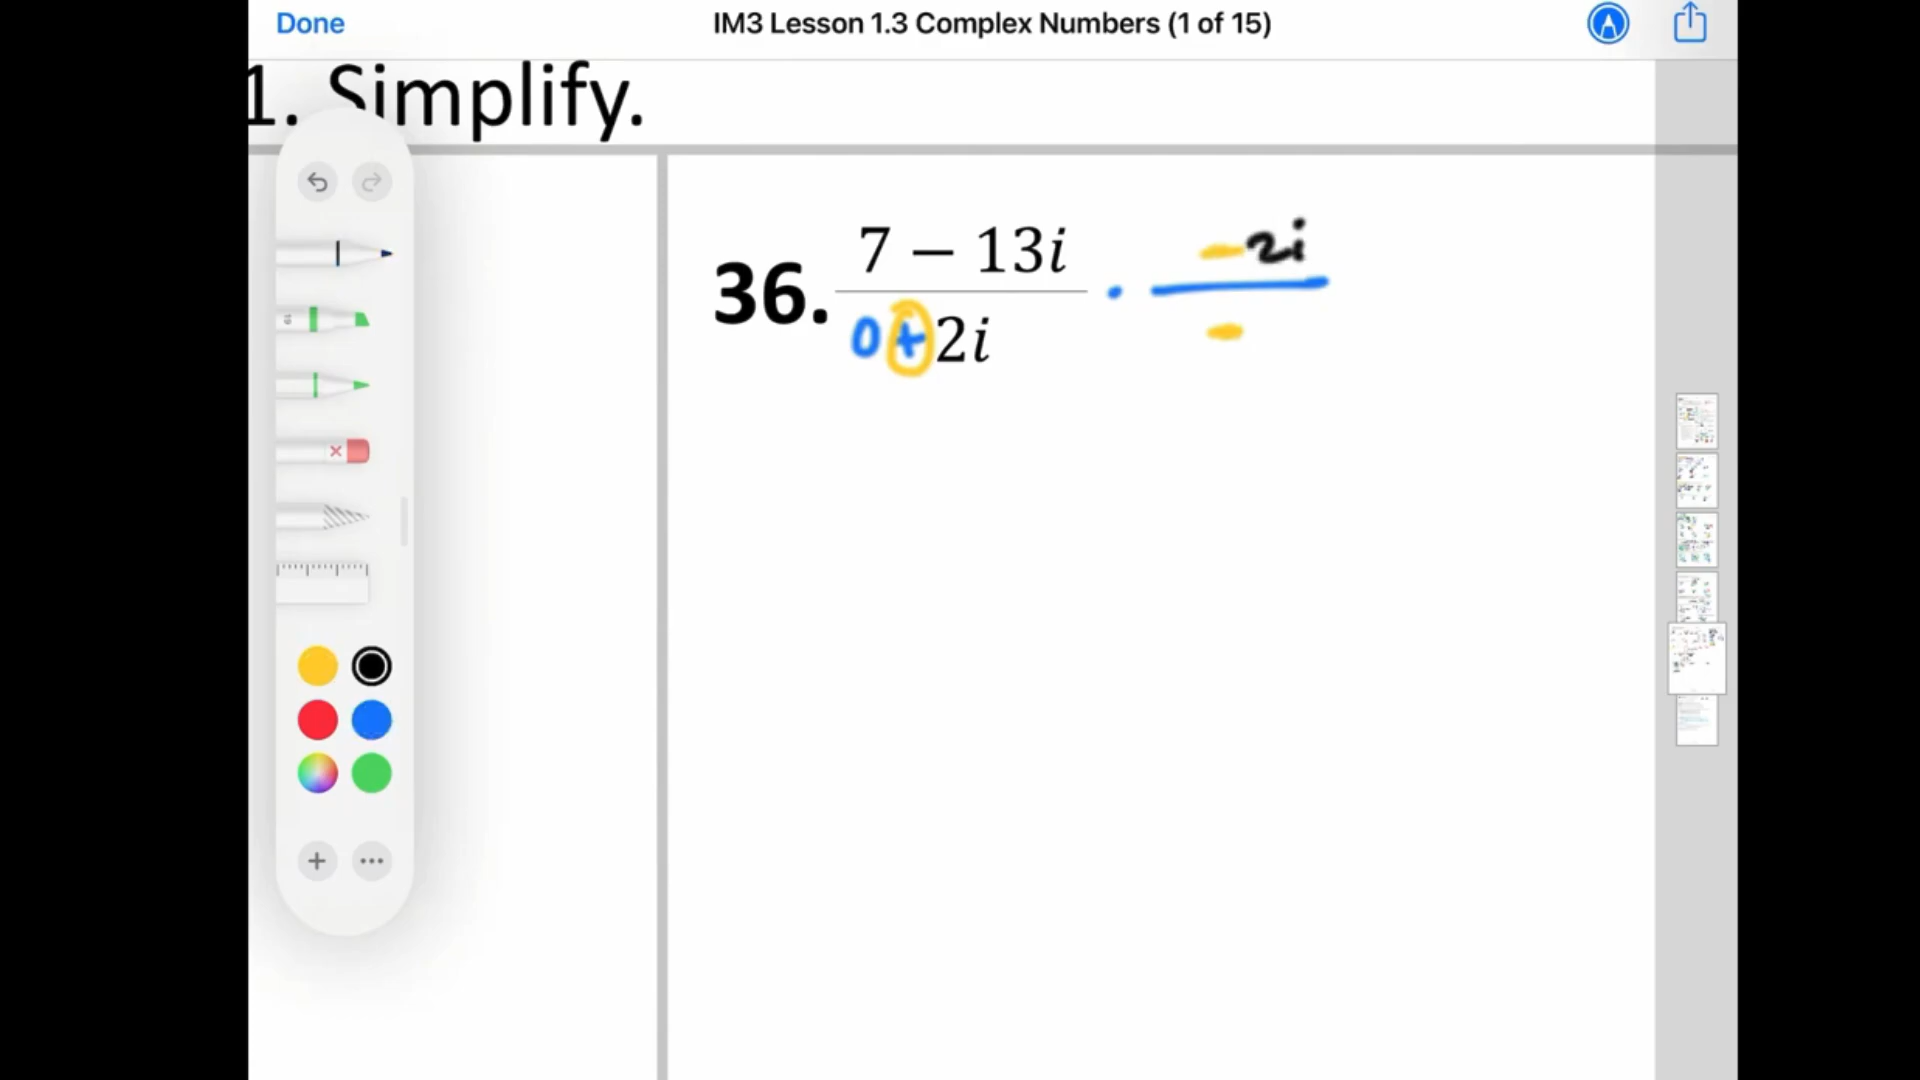 Done
IM3 Lesson 1.3 Complex Numbers (1 of 15)
1. Simplify.
36.
7 − 13i
0+2i
·
-2i
-